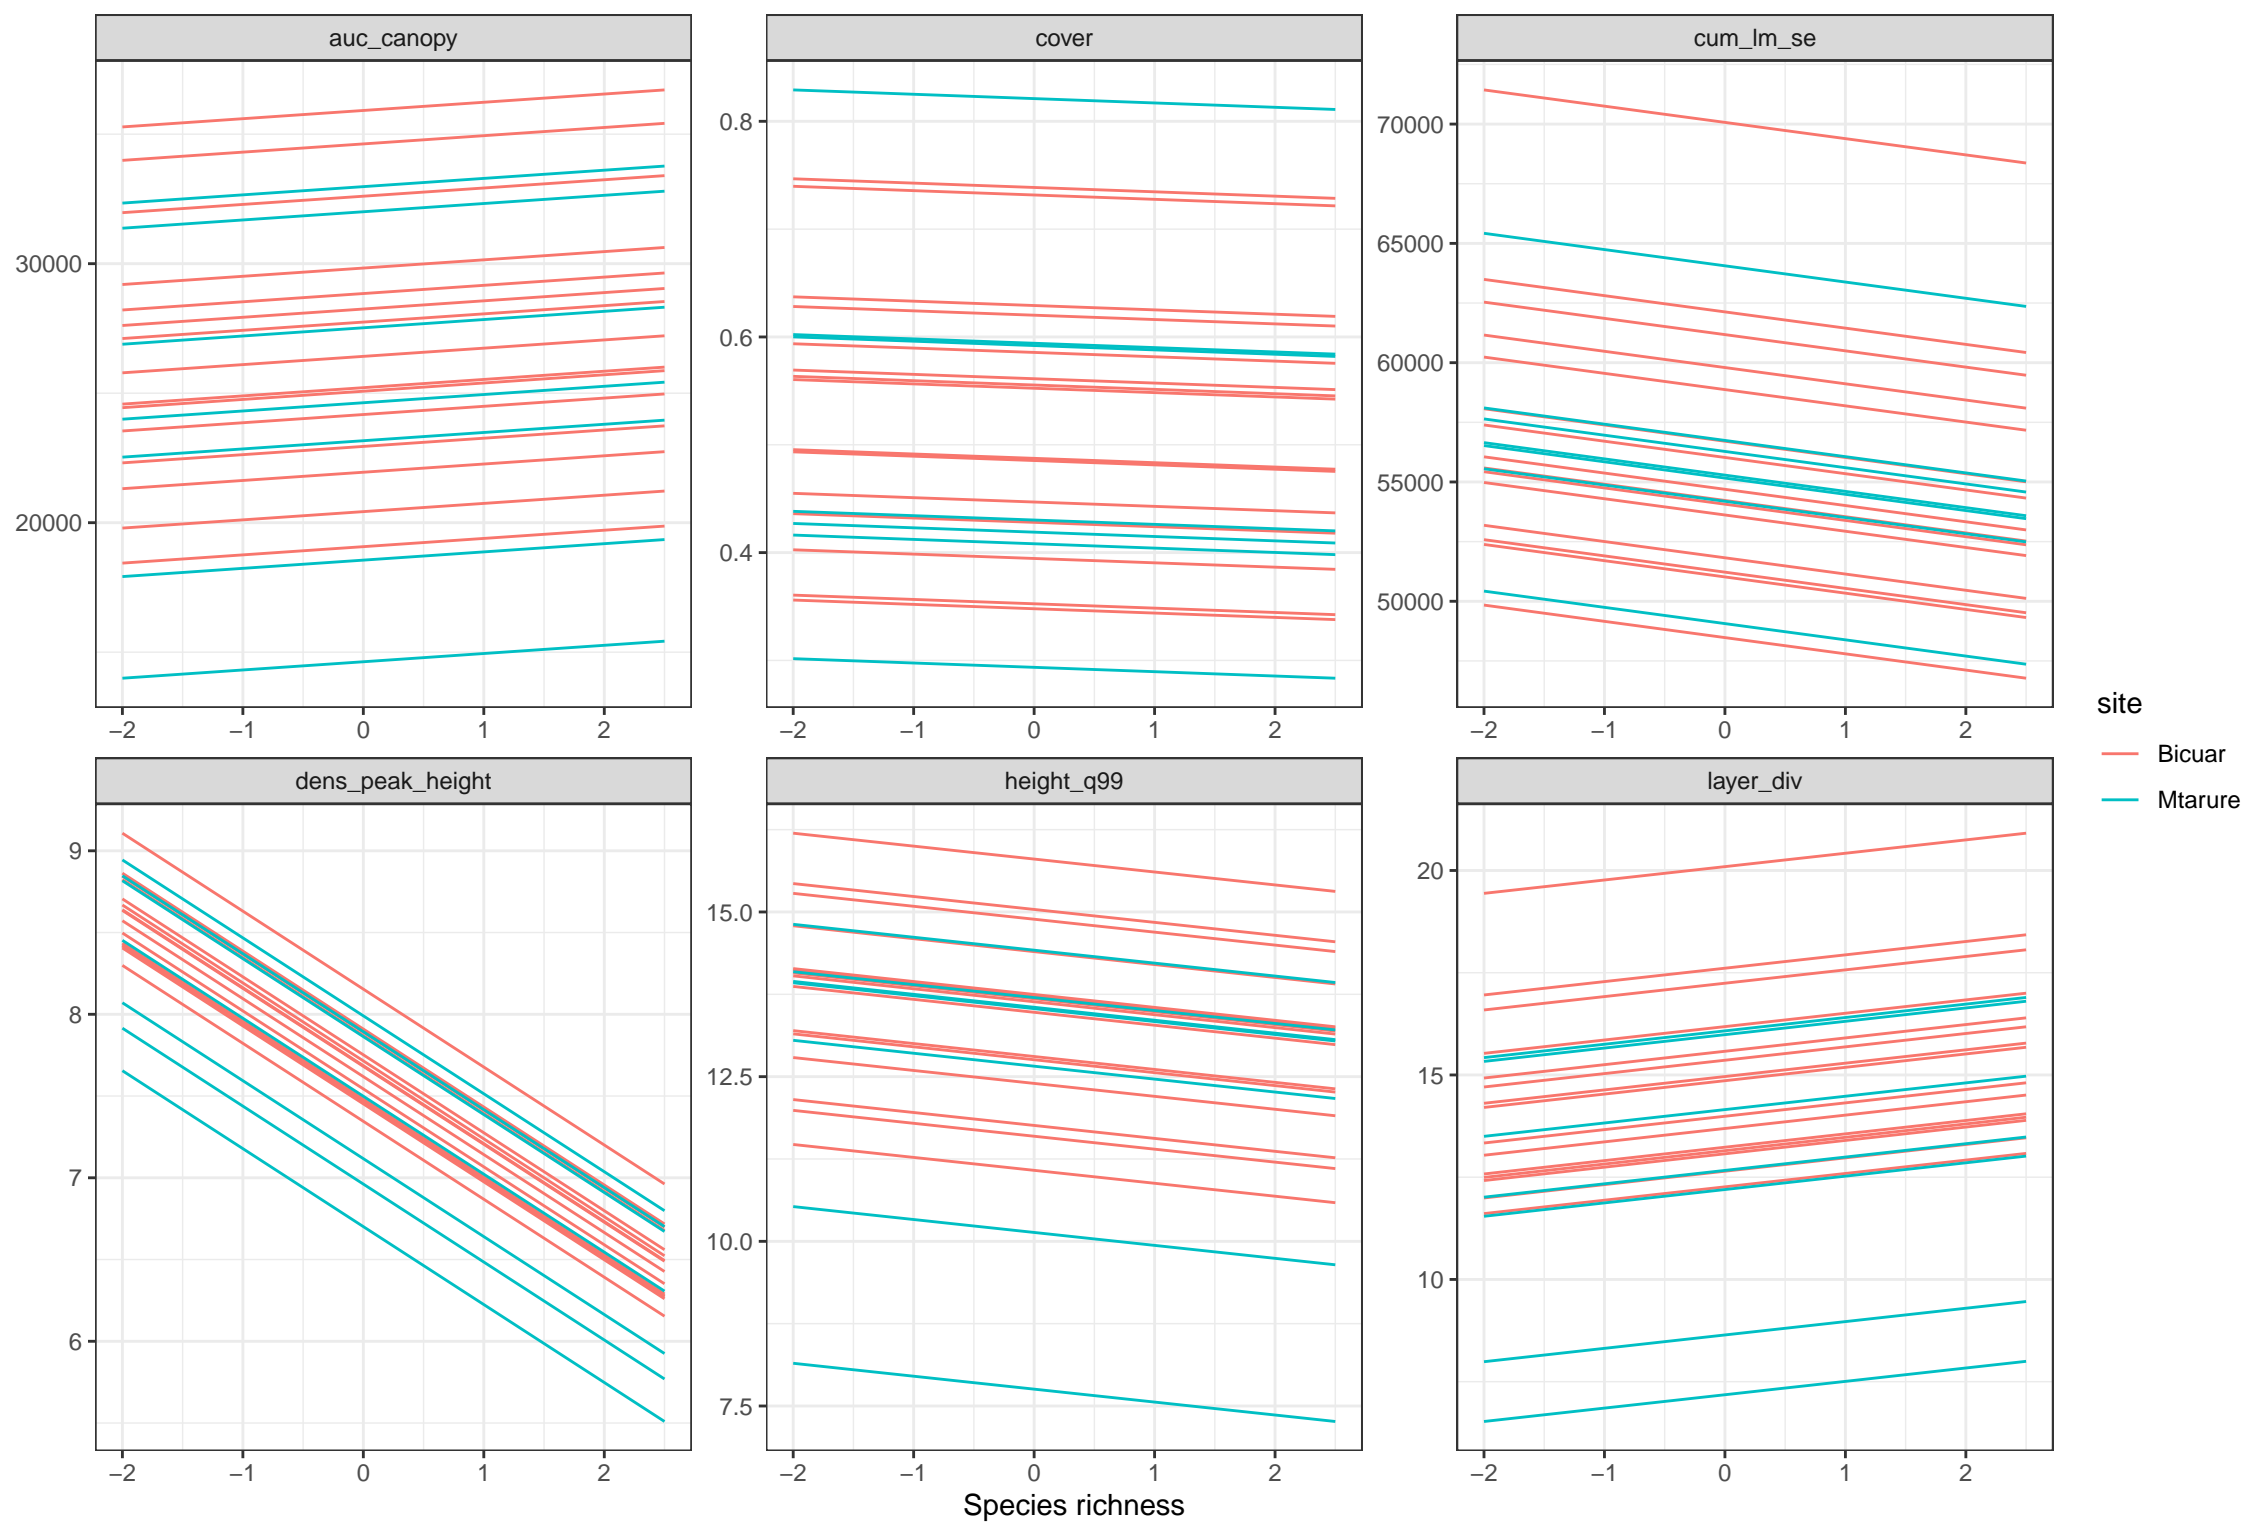 auc_canopy
cover
cum_lm_se
30000
20000
−2 −1 0 1 2
0.8
0.6
0.4
−2 −1 0 1 2
70000
65000
60000
55000
50000
−2 −1 0 1 2
dens_peak_height
height_q99
layer_div
9
8
7
6
−2 −1 0 1 2
15.0
12.5
10.0
7.5
−2 −1 0 1 2
20
15
10
−2 −1 0 1 2
Species richness
site
Bicuar
Mtarure